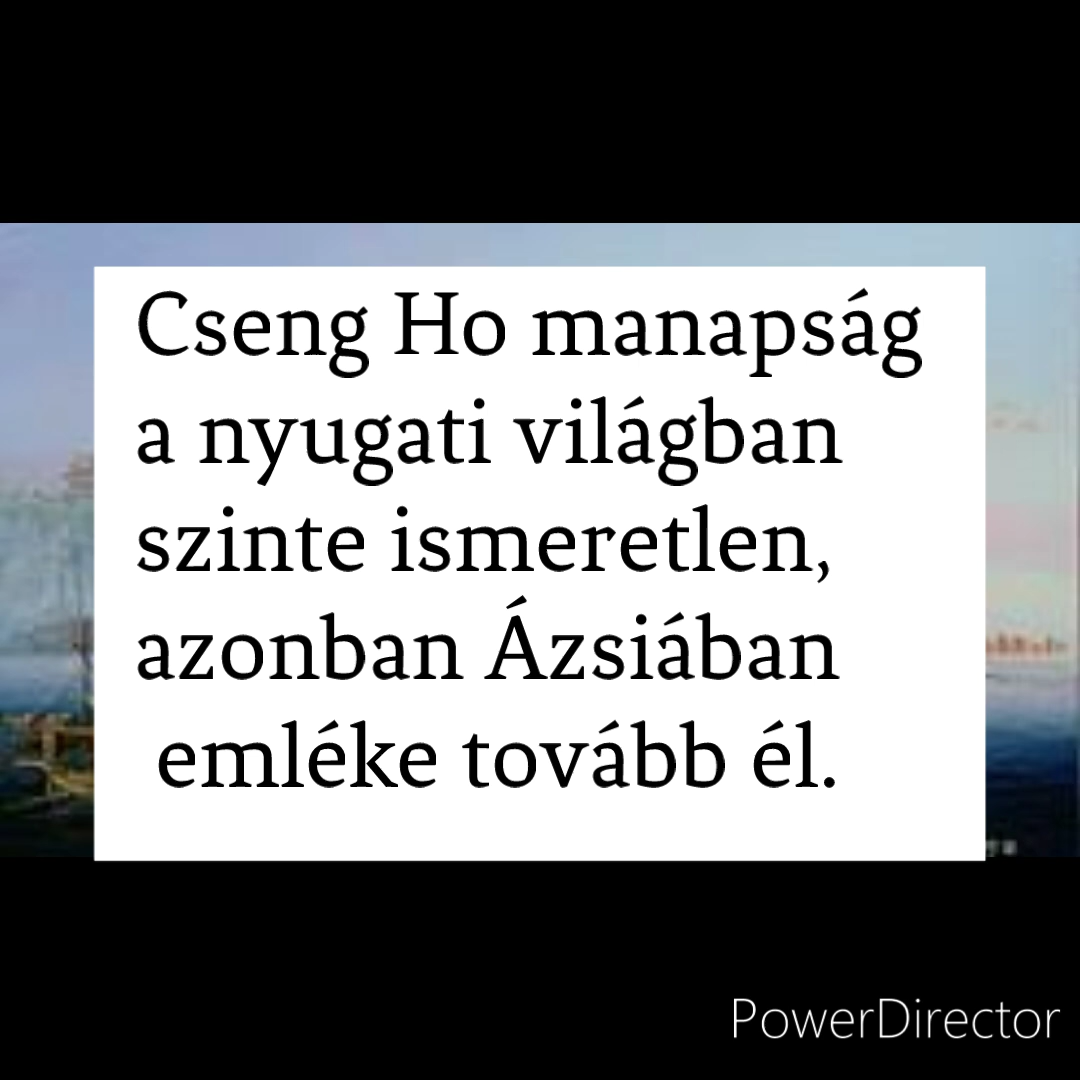 Cseng Ho manapság
a nyugati világban
szinte ismeretlen,
azonban Ázsiában
emléke tovább él.
PowerDirector